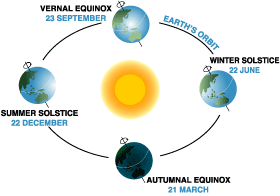 VERNAL EQUINOX
23 SEPTEMBER
EARTH'S ORBIT
WINTER SOLSTICE
22 JUNE
SUMMER SOLSTICE
22 DECEMBER
AUTUMNAL EQUINOX
21 MARCH